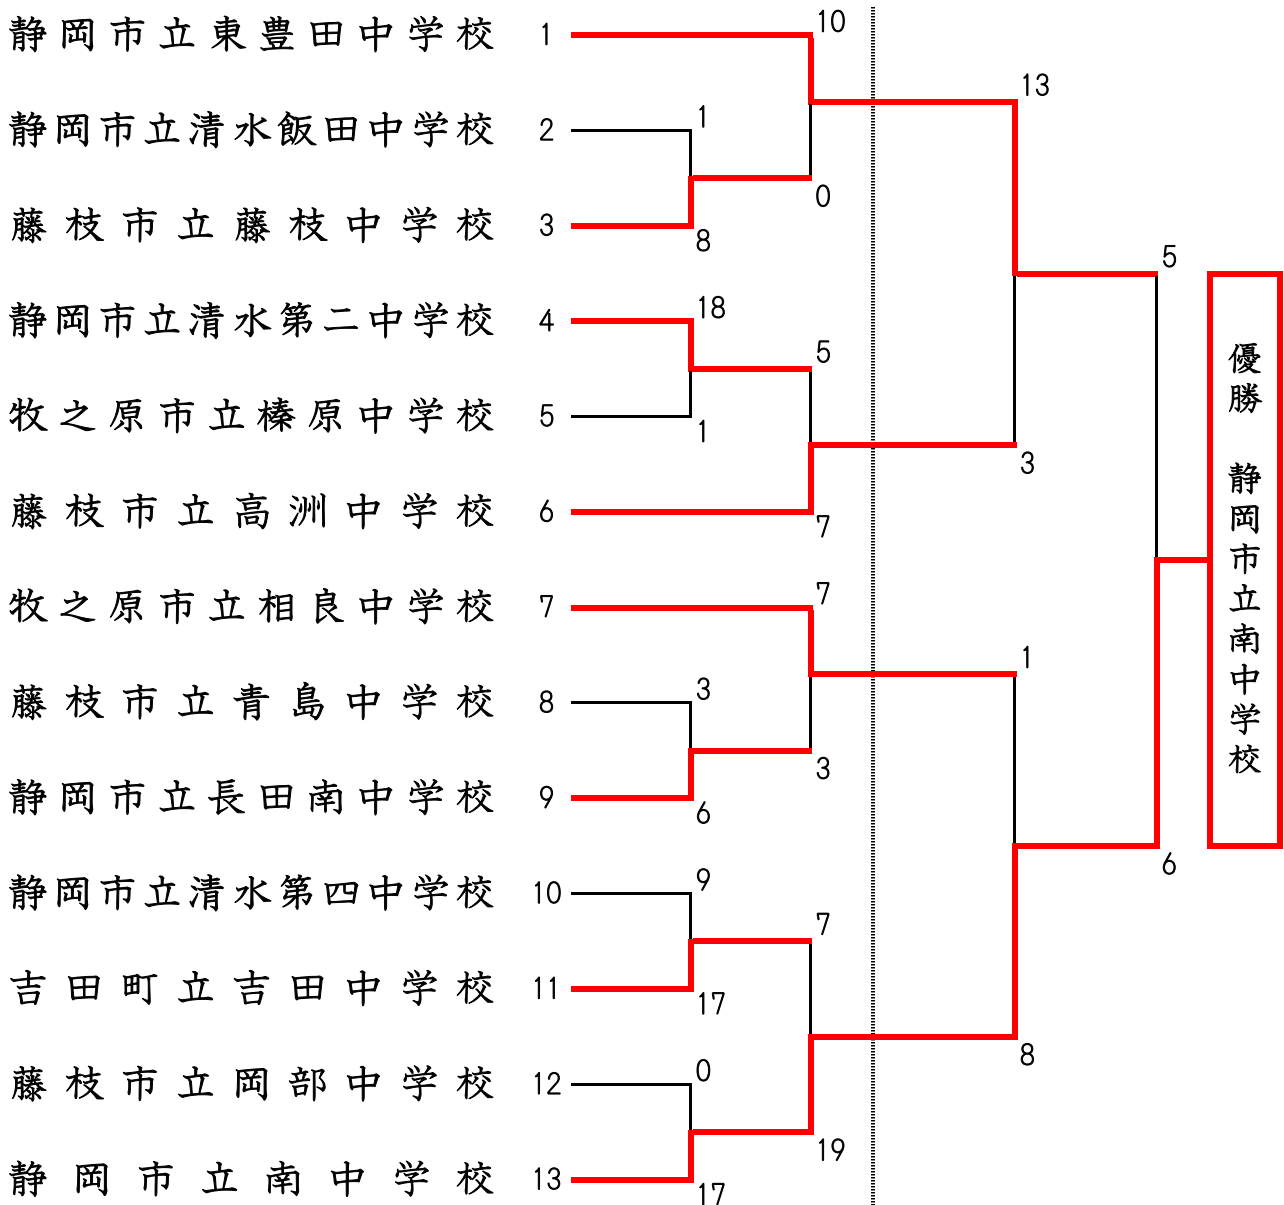 静岡市立東豊田中学校 1
静岡市立清水飯田中学校 2
藤枝市立藤枝中学校 3
静岡市立清水第二中学校 4
牧之原市立榛原中学校 5
藤枝市立高洲中学校 6
牧之原市立相良中学校 7
藤枝市立青島中学校 8
静岡市立長田南中学校 9
静岡市立清水第四中学校 10
吉田町立吉田中学校 11
藤枝市立岡部中学校 12
静岡市立南中学校 13
1
8
18
1
3
6
9
17
0
17
10
0
5
7
7
3
7
19
13
3
1
8
5
6
優勝 静岡市立南中学校